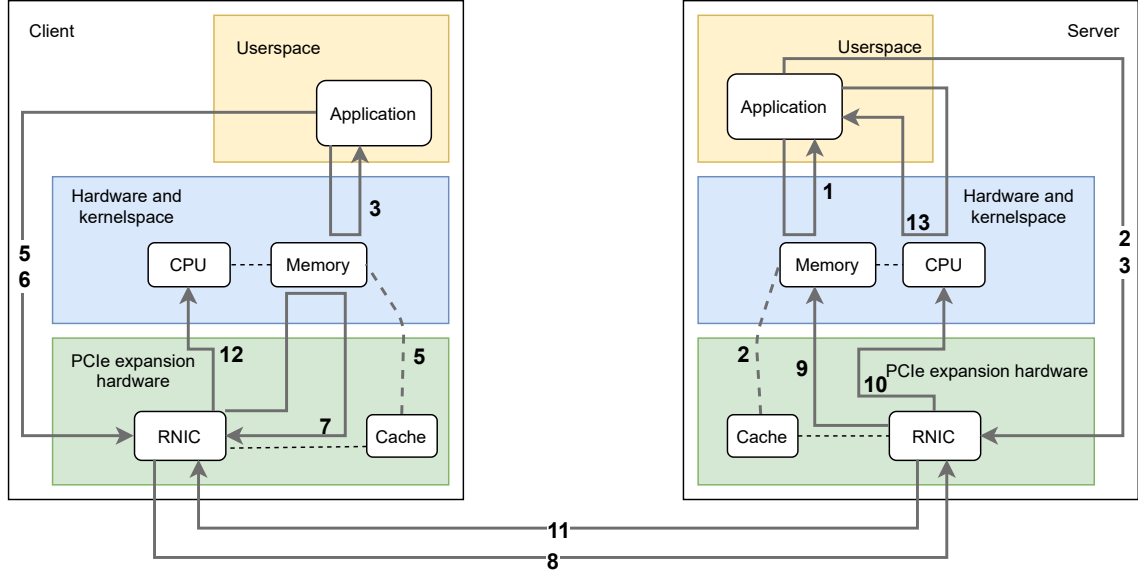 Client
Userspace
Application
Hardware and
kernelspace
3
5
6
CPU
Memory
12
5
PCIe expansion
hardware
7
RNIC
Cache
Server
Userspace
Application
1
Hardware and
kernelspace
13
2
3
Memory
CPU
2
9
10
PCIe expansion hardware
Cache
RNIC
11
8